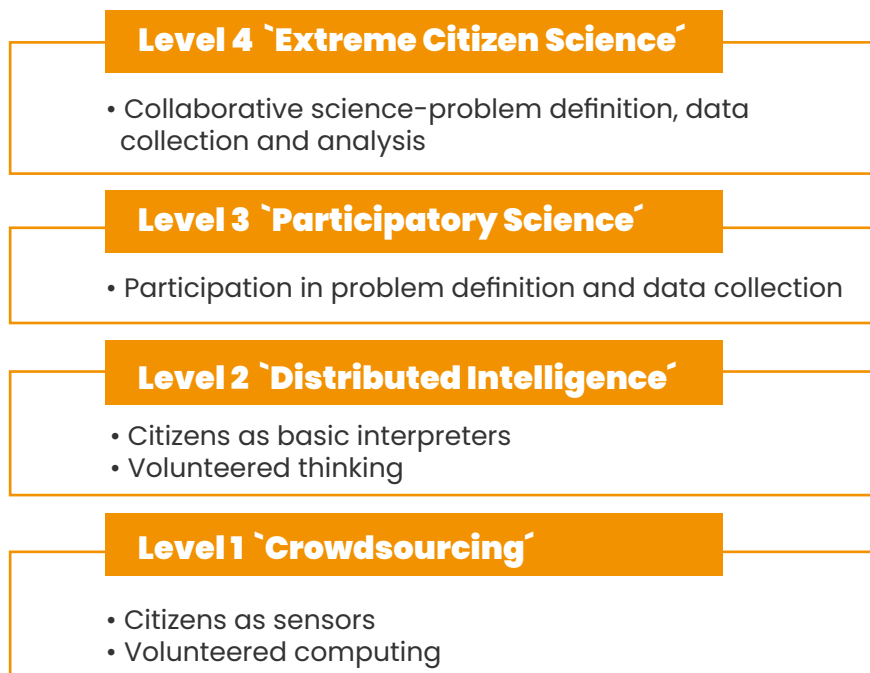 Level 4 `Extreme Citizen Science´
• Collaborative science-problem definition, data
collection and analysis
Level 3 `Participatory Science´
• Participation in problem definition and data collection
Level 2 `Distributed Intelligence´
• Citizens as basic interpreters
• Volunteered thinking
Level 1 `Crowdsourcing´
• Citizens as sensors
• Volunteered computing